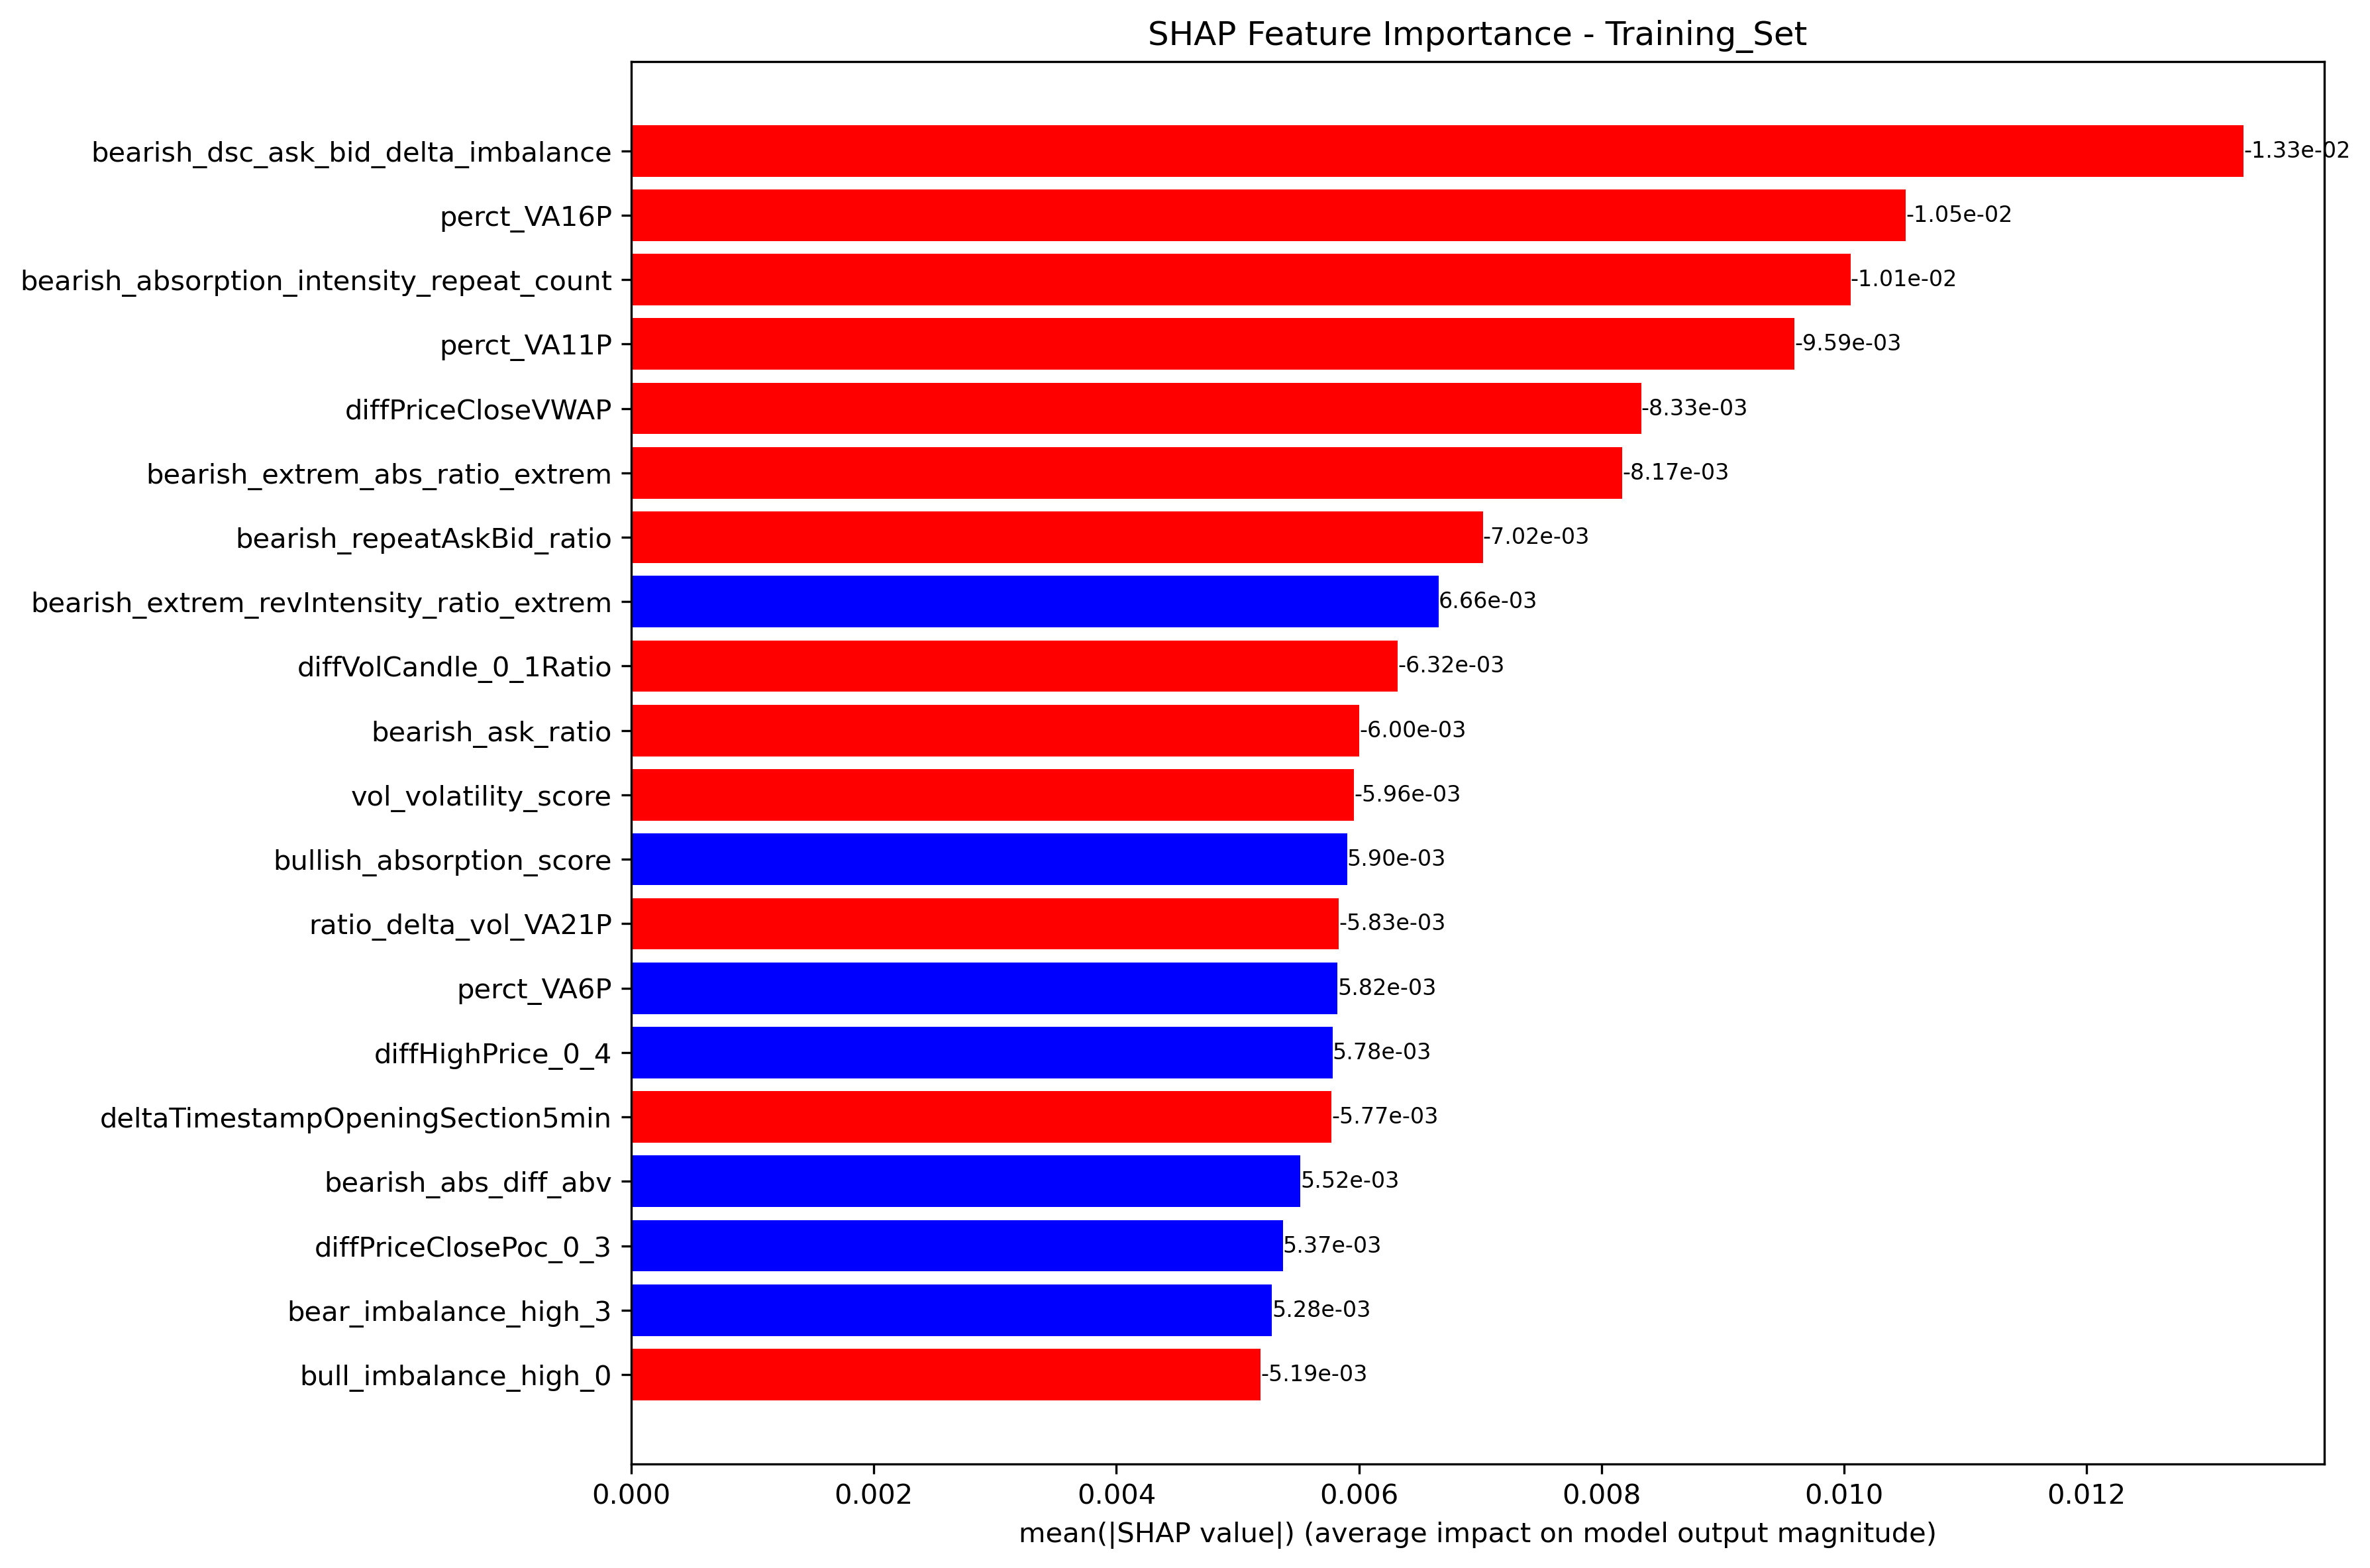 SHAP Feature Importance - Training_Set
bearish_dsc_ask_bid_delta_imbalance -1.33e-02
perct_VA16P -1.05e-02
bearish_absorption_intensity_repeat_count -1.01e-02
perct_VA11P -9.59e-03
diffPriceCloseVWAP -8.33e-03
bearish_extrem_abs_ratio_extrem -8.17e-03
bearish_repeatAskBid_ratio -7.02e-03
bearish_extrem_revIntensity_ratio_extrem 6.66e-03
diffVolCandle_0_1Ratio -6.32e-03
bearish_ask_ratio -6.00e-03
vol_volatility_score -5.96e-03
bullish_absorption_score 5.90e-03
ratio_delta_vol_VA21P -5.83e-03
perct_VA6P 5.82e-03
diffHighPrice_0_4 5.78e-03
deltaTimestampOpeningSection5min -5.77e-03
bearish_abs_diff_abv 5.52e-03
diffPriceClosePoc_0_3 5.37e-03
bear_imbalance_high_3 5.28e-03
bull_imbalance_high_0 -5.19e-03
0.000 0.002 0.004 0.006 0.008 0.010 0.012
mean(|SHAP value|) (average impact on model output magnitude)